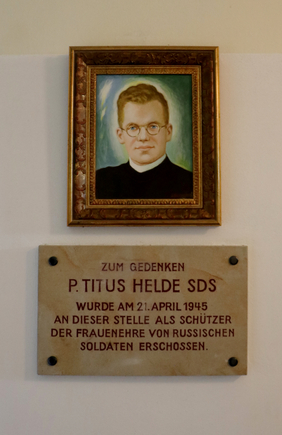 ZUM GEDENKEN
P. TITUS HELDE SDS
WURDE AM 21. APRIL 1945
AN DIESER STELLE ALS SCHÜTZER
DER FRAUENEHRE VON RUSSISCHEN
SOLDATEN ERSCHOSSEN.